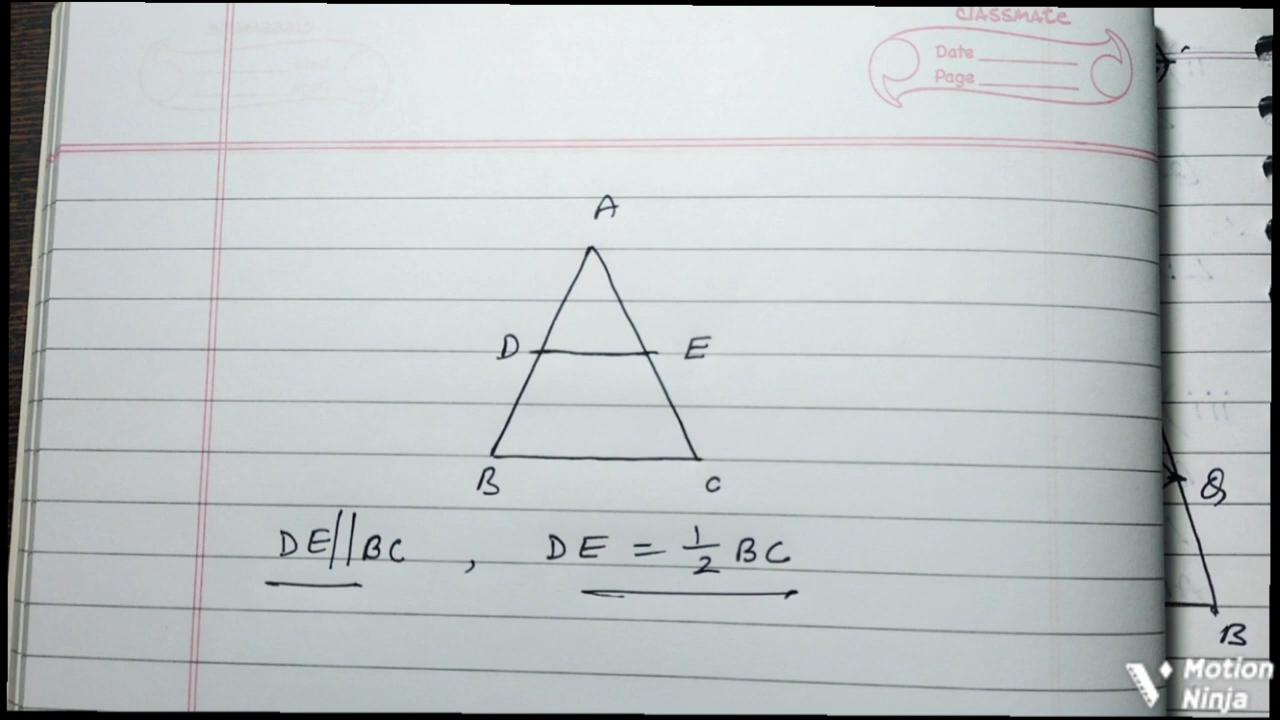 classmate
Date
Page
A
D E
B C
DE||BC , DE = 1/2 BC
Q
B
Motion
Ninja